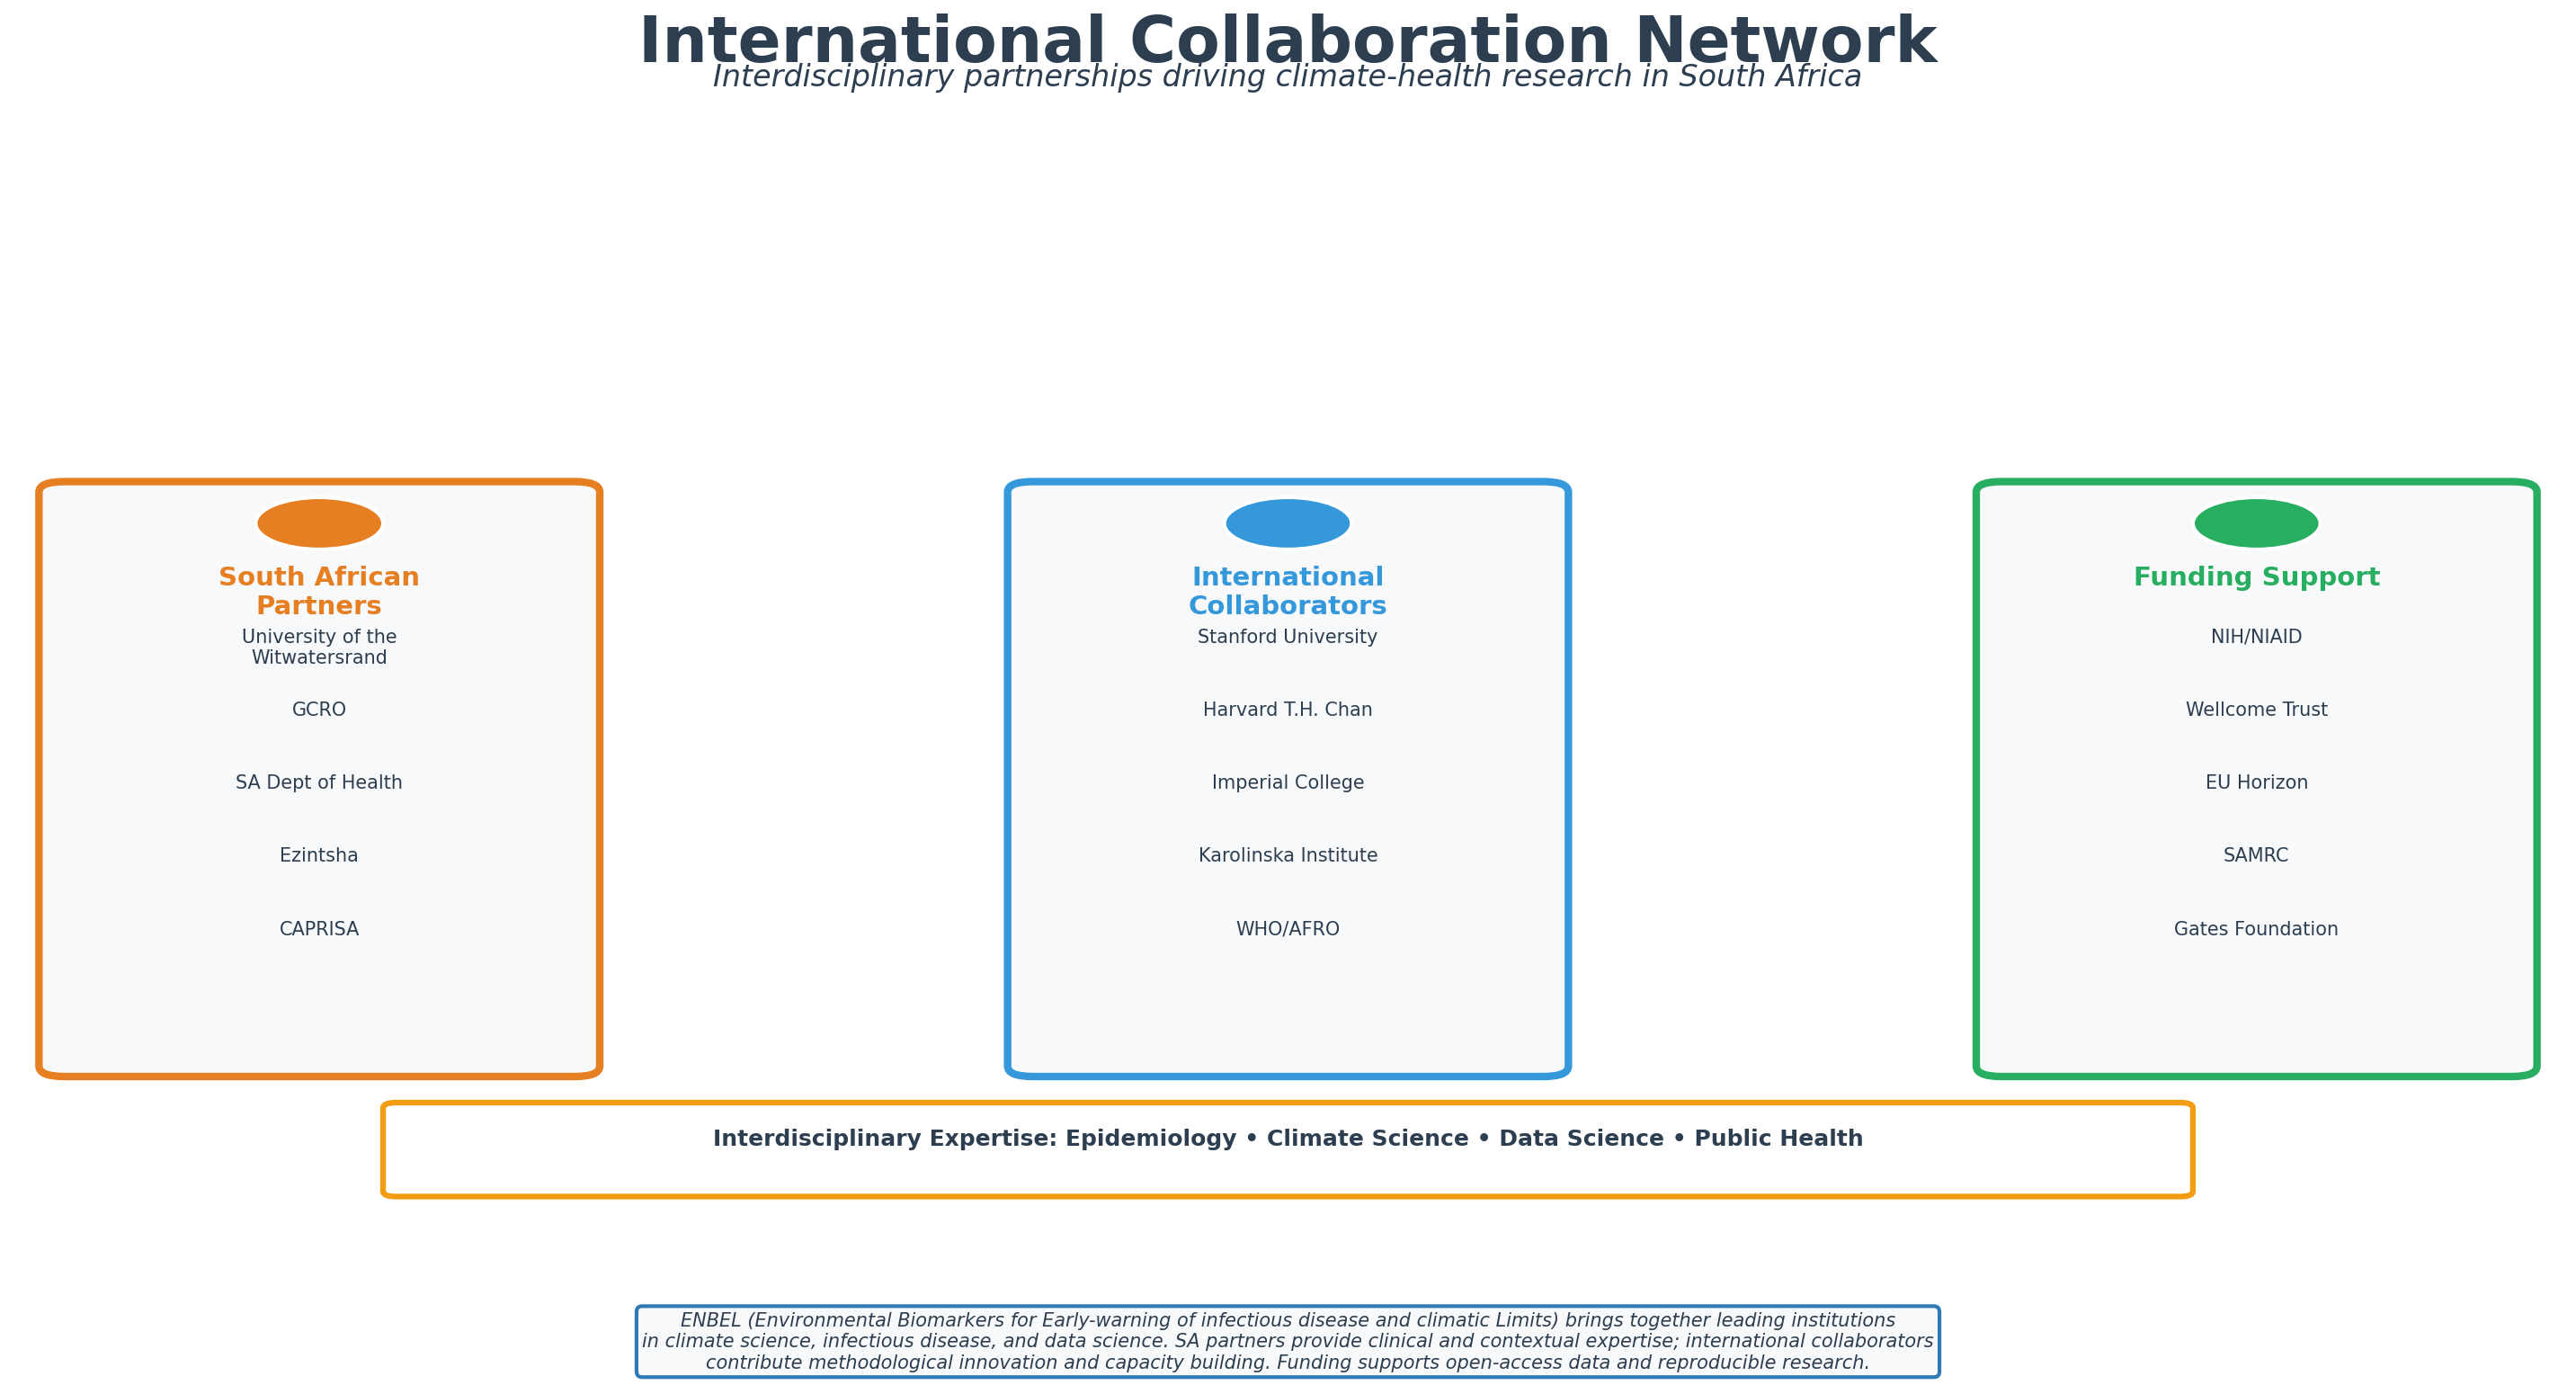 International Collaboration Network
Interdisciplinary partnerships driving climate-health research in South Africa
South African
Partners
University of the
Witwatersrand
GCRO
SA Dept of Health
Ezintsha
CAPRISA
International
Collaborators
Stanford University
Harvard T.H. Chan
Imperial College
Karolinska Institute
WHO/AFRO
Funding Support
NIH/NIAID
Wellcome Trust
EU Horizon
SAMRC
Gates Foundation
Interdisciplinary Expertise: Epidemiology • Climate Science • Data Science • Public Health
ENBEL (Environmental Biomarkers for Early-warning of infectious disease and climatic Limits) brings together leading institutions
in climate science, infectious disease, and data science. SA partners provide clinical and contextual expertise; international collaborators
contribute methodological innovation and capacity building. Funding supports open-access data and reproducible research.